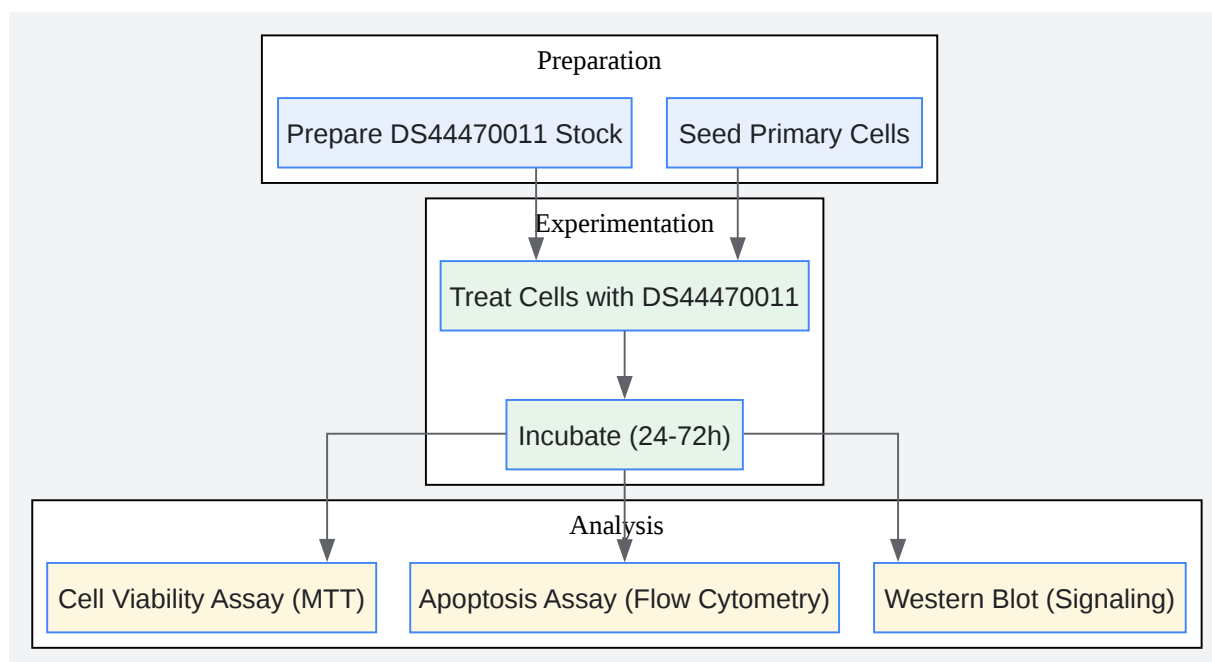 Preparation
Prepare DS44470011 Stock
Seed Primary Cells
Experimentation
Treat Cells with DS44470011
Incubate (24-72h)
Analysis
Cell Viability Assay (MTT)
Apoptosis Assay (Flow Cytometry)
Western Blot (Signaling)